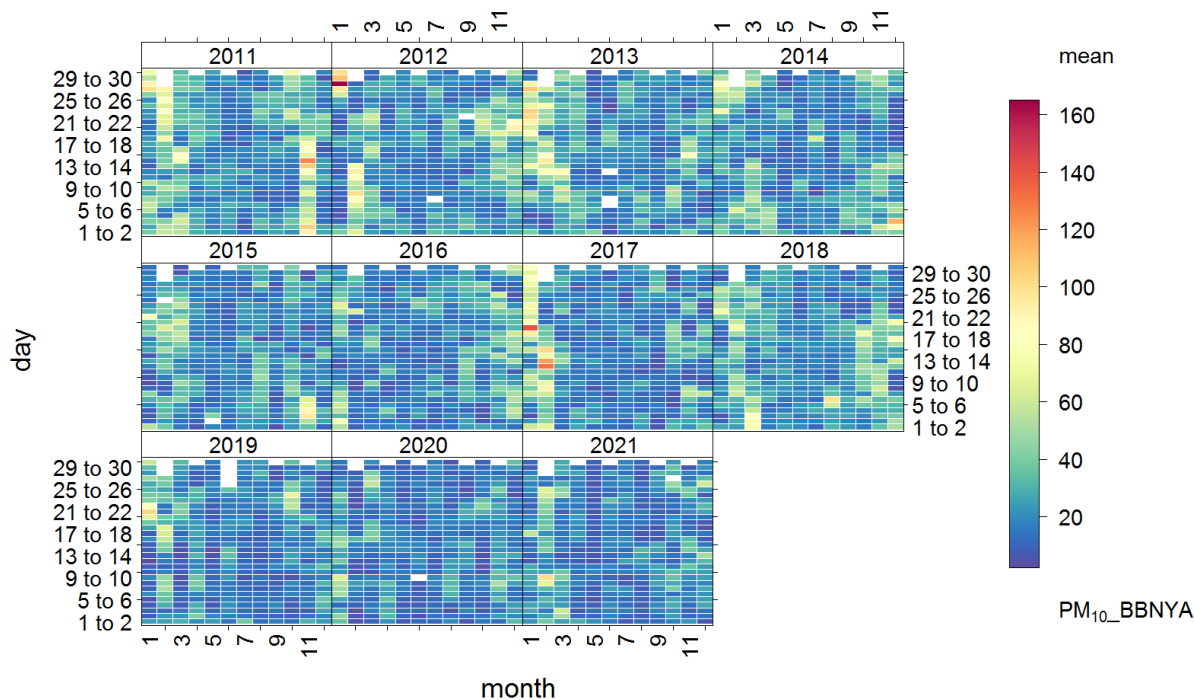 1 3 5 7 9 11 1 3 5 7 9 11
2011 2012 2013 2014 mean
29 to 30
25 to 26
21 to 22
17 to 18
13 to 14
9 to 10
5 to 6
1 to 2
160
140
120
100
80
60
40
20
2015 2016 2017 2018
29 to 30
25 to 26
21 to 22
17 to 18
13 to 14
9 to 10
5 to 6
1 to 2
day
2019 2020 2021
29 to 30
25 to 26
21 to 22
17 to 18
13 to 14
9 to 10
5 to 6
1 to 2
PM₁₀_BBNYA
1 3 5 7 9 11 1 3 5 7 9 11
month